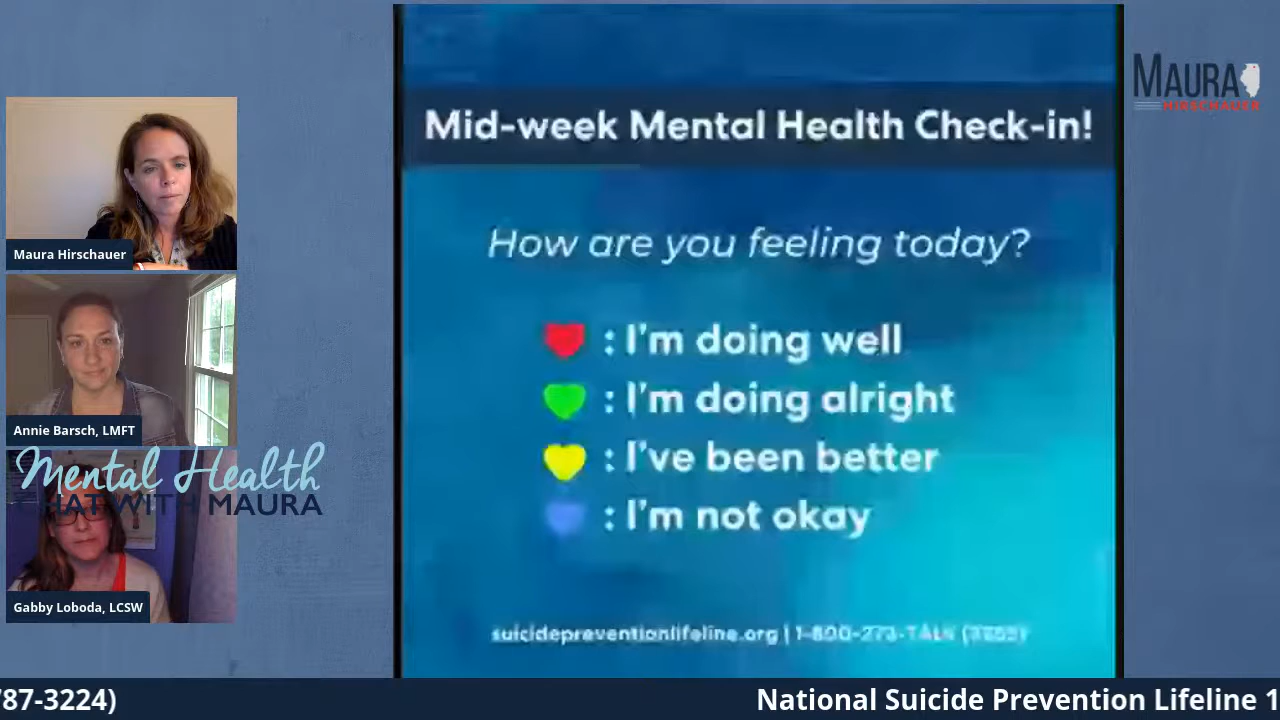 Maura Hirschauer
Annie Barsch, LMFT
Mental Health
CHAT WITH MAURA
Gabby Loboda, LCSW
Mid-week Mental Health Check-in!
How are you feeling today?
: I'm doing well
: I'm doing alright
: I've been better
: I'm not okay
suicidepreventionlifeline.org | 1-800-273-TALK (8255)
MAURA
HIRSCHAUER
787-3224)
National Suicide Prevention Lifeline 1